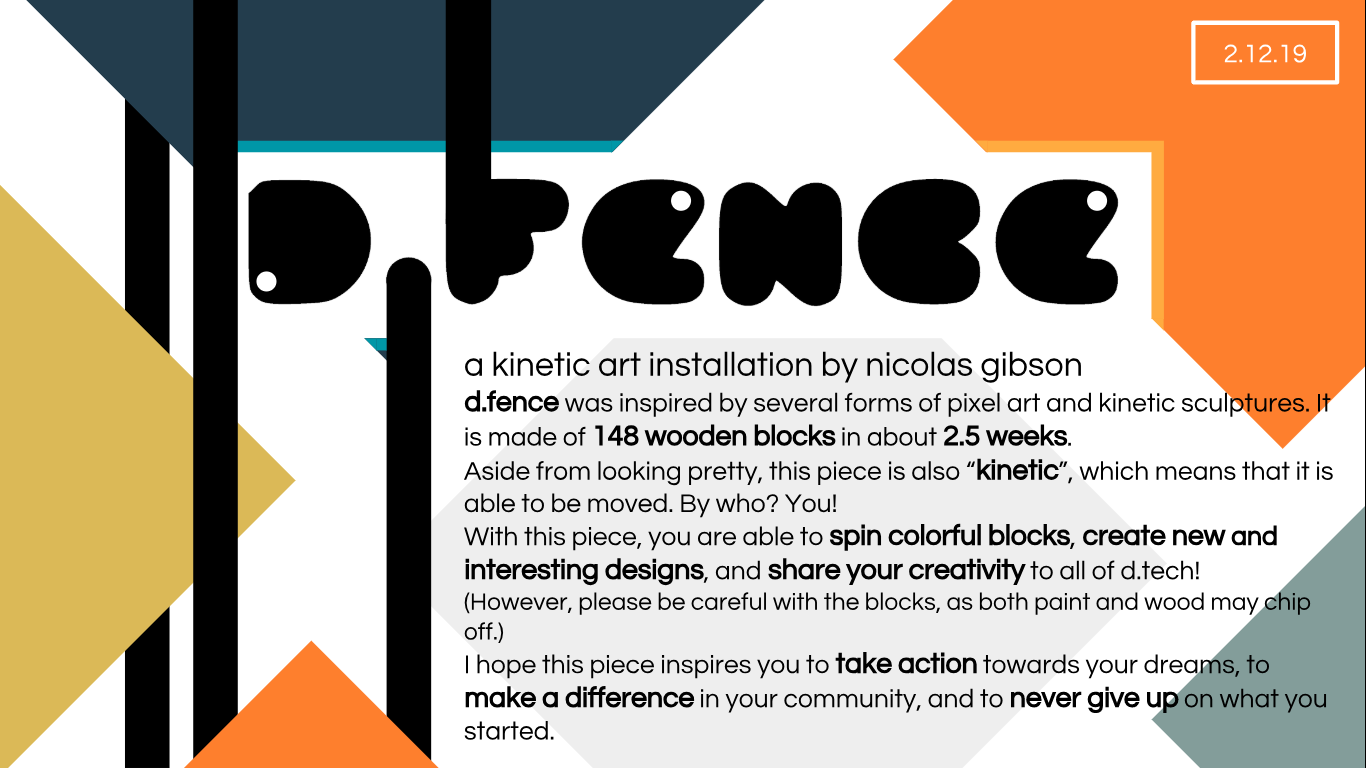 2.12.19
D.FENCE
a kinetic art installation by nicolas gibson
d.fence was inspired by several forms of pixel art and kinetic sculptures. It
is made of 148 wooden blocks in about 2.5 weeks.
Aside from looking pretty, this piece is also “kinetic”, which means that it is
able to be moved. By who? You!
With this piece, you are able to spin colorful blocks, create new and
interesting designs, and share your creativity to all of d.tech!
(However, please be careful with the blocks, as both paint and wood may chip
off.)
I hope this piece inspires you to take action towards your dreams, to
make a difference in your community, and to never give up on what you
started.